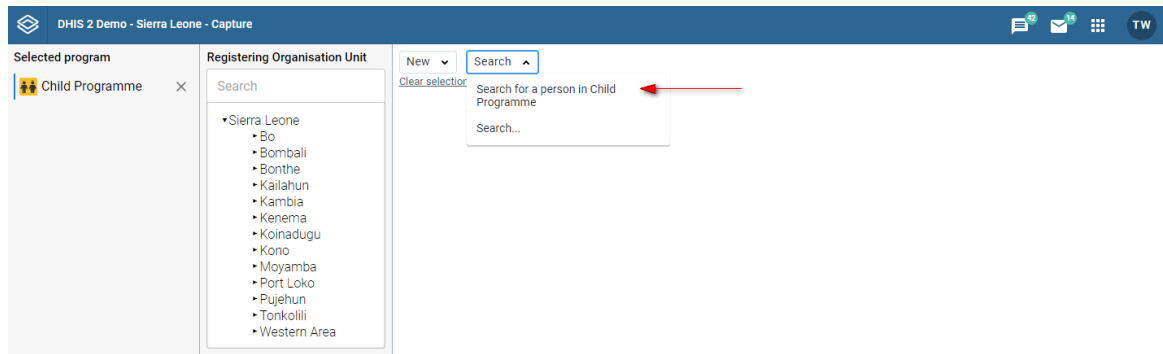 DHIS 2 Demo - Sierra Leone - Capture
42
14
TW
Selected program
Child Programme
Registering Organisation Unit
Search
Sierra Leone
Bo
Bombali
Bonthe
Kailahun
Kambia
Kenema
Koinadugu
Kono
Moyamba
Port Loko
Pujehun
Tonkolili
Western Area
New
Search
Clear selection
Search for a person in Child
Programme
Search...